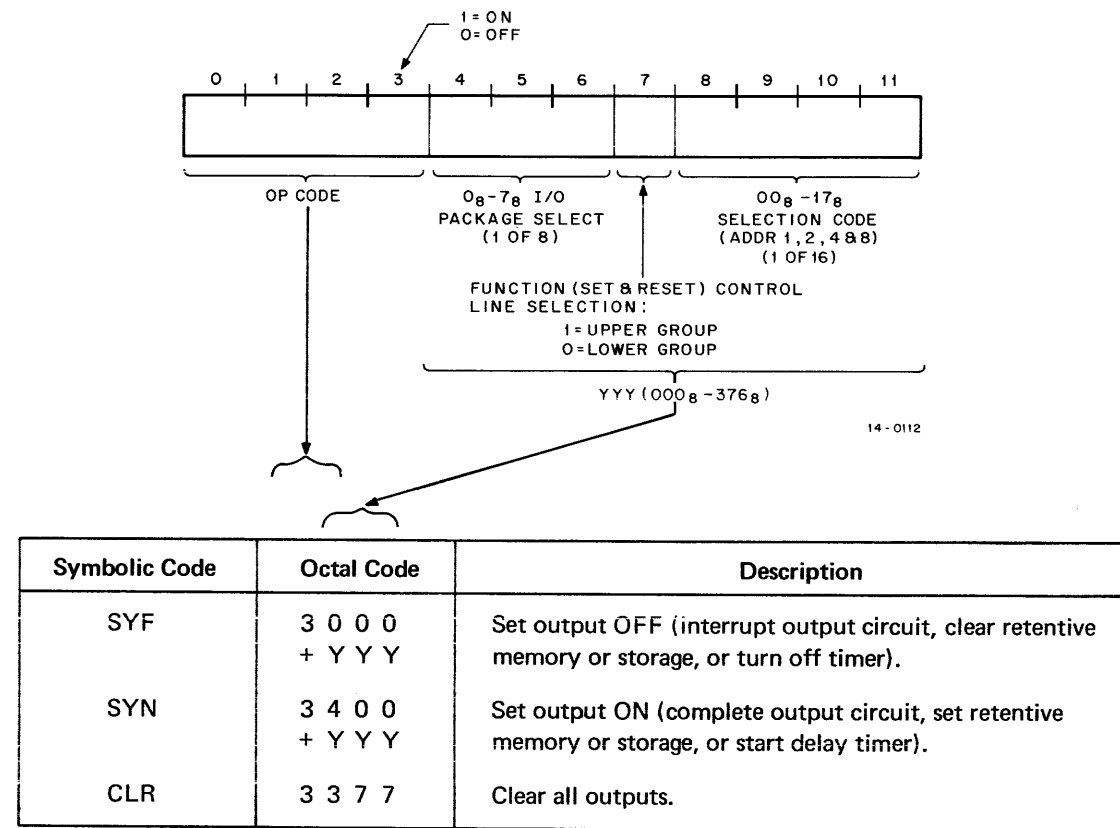 1 = ON
0 = OFF
0 1 2 3 4 5 6 7 8 9 10 11
OP CODE
0₈-7₈ I/O
PACKAGE SELECT
(1 OF 8)
00₈-17₈
SELECTION CODE
(ADDR 1, 2, 4 & 8)
(1 OF 16)
FUNCTION (SET & RESET) CONTROL
LINE SELECTION:
1 = UPPER GROUP
0 = LOWER GROUP
YYY (000₈-376₈)
14-0112
Symbolic Code Octal Code Description
SYF 3 0 0 0 Set output OFF (interrupt output circuit, clear retentive
+ Y Y Y memory or storage, or turn off timer).
SYN 3 4 0 0 Set output ON (complete output circuit, set retentive
+ Y Y Y memory or storage, or start delay timer).
CLR 3 3 7 7 Clear all outputs.